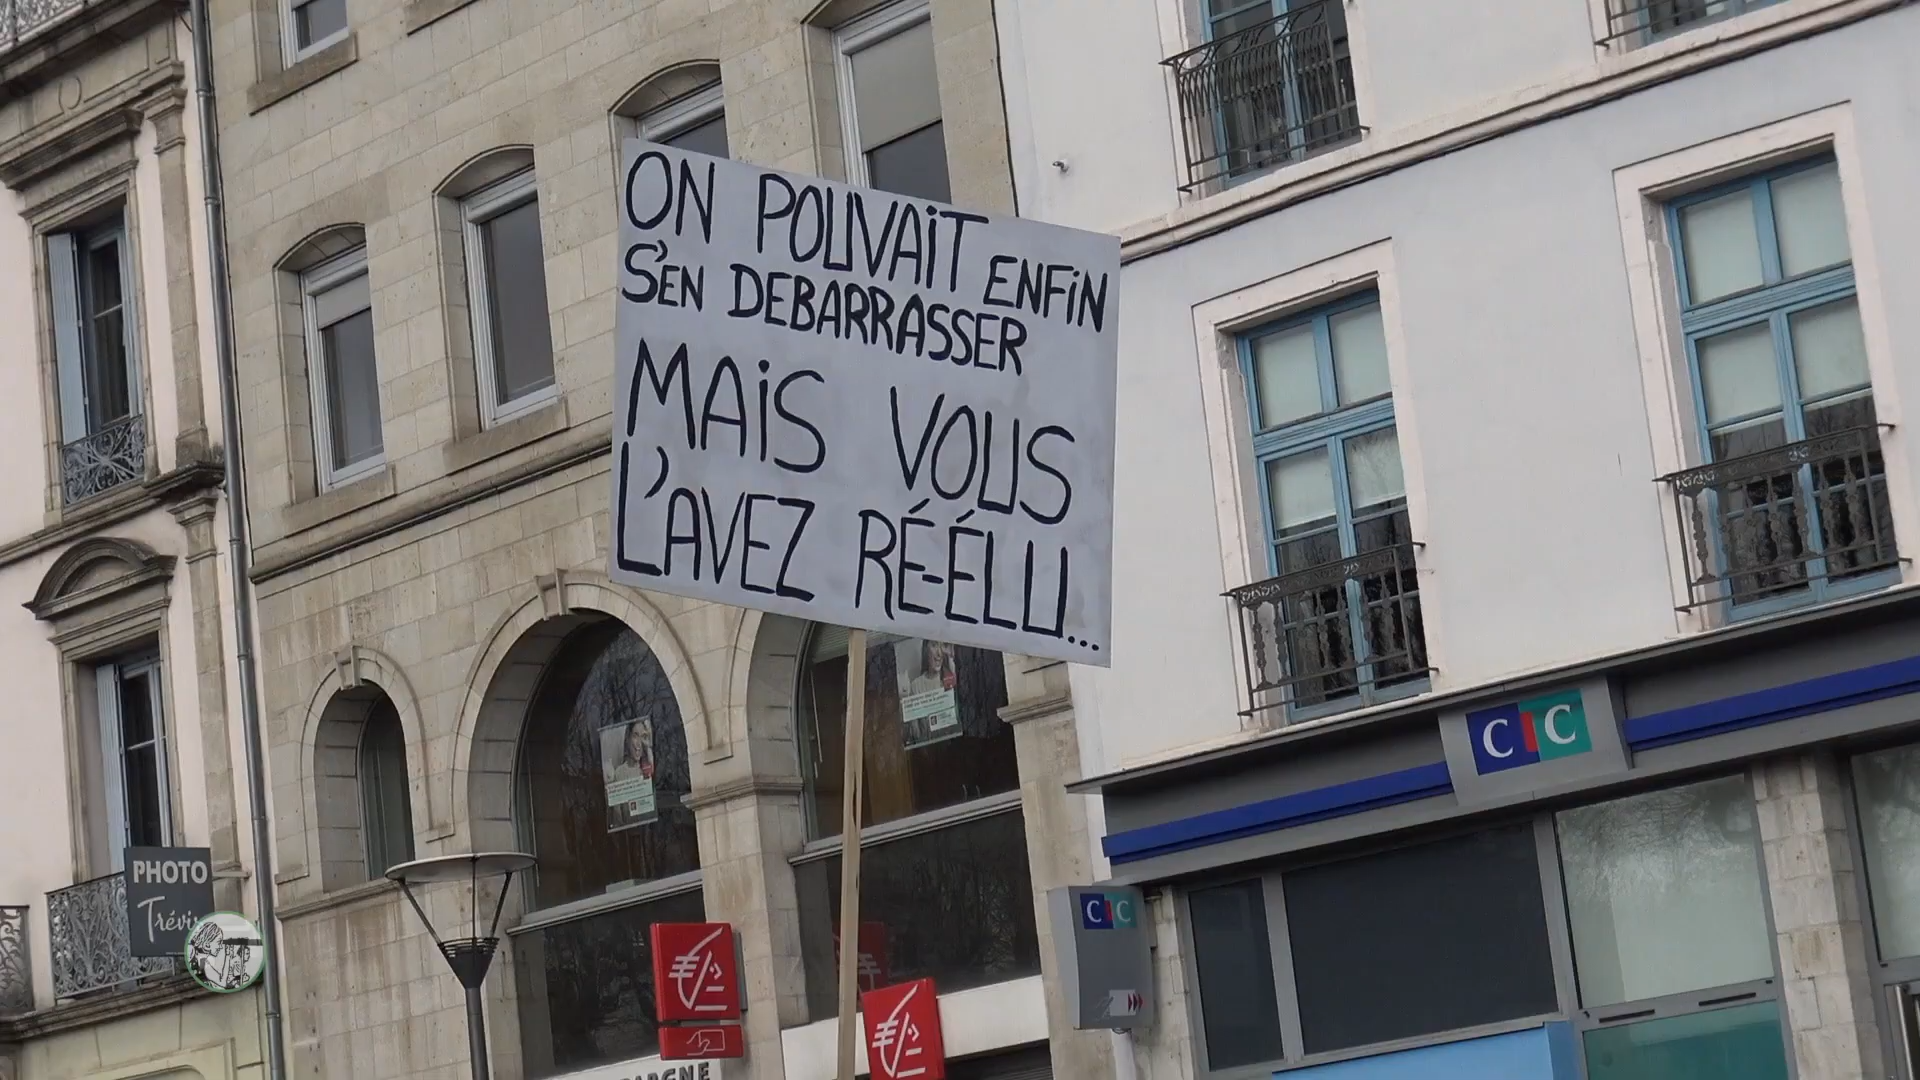 ON POUVAiT ENFiN
S'EN DEBARRASSER
MAiS VOUS
L'AVEZ RÉ-ÉLU...
CIC
PHOTO
CIC